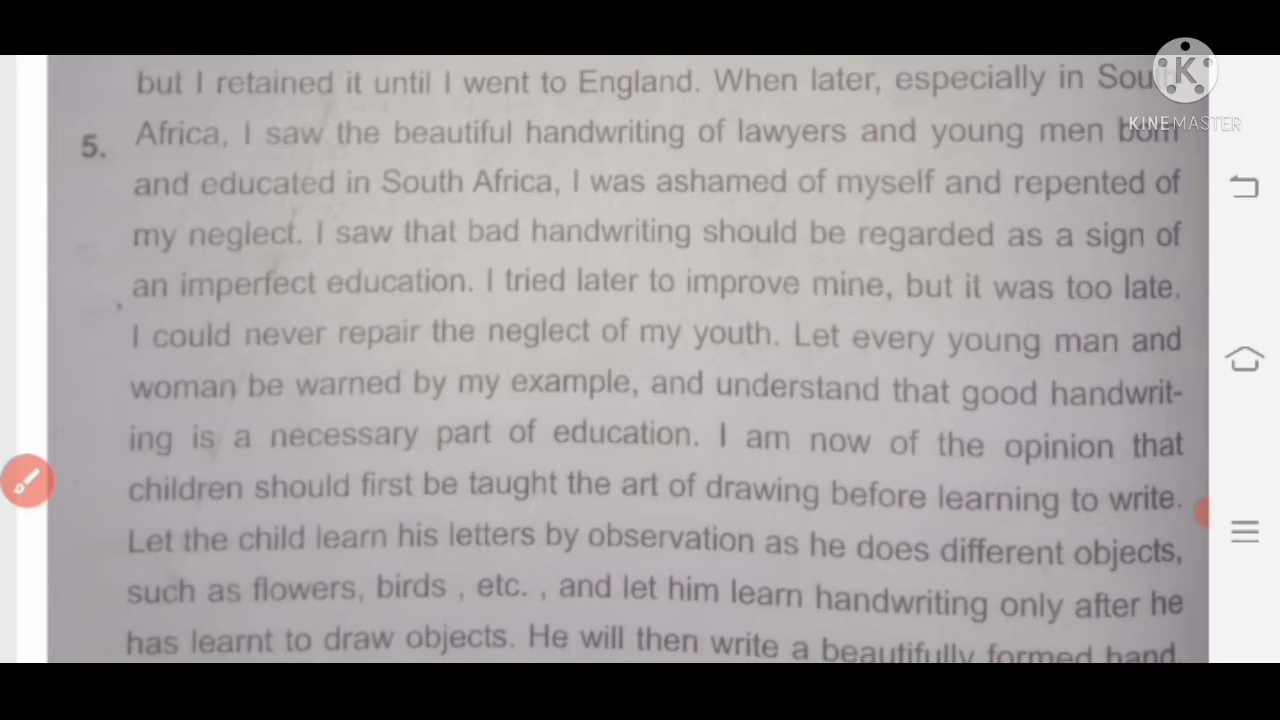 but I retained it until I went to England. When later, especially in South
5. Africa, I saw the beautiful handwriting of lawyers and young men born
and educated in South Africa, I was ashamed of myself and repented of
my neglect. I saw that bad handwriting should be regarded as a sign of
an imperfect education. I tried later to improve mine, but it was too late.
I could never repair the neglect of my youth. Let every young man and
woman be warned by my example, and understand that good handwrit-
ing is a necessary part of education. I am now of the opinion that
children should first be taught the art of drawing before learning to write.
Let the child learn his letters by observation as he does different objects,
such as flowers, birds , etc. , and let him learn handwriting only after he
has learnt to draw objects. He will then write a beautifully formed hand.
K
KINEMASTER